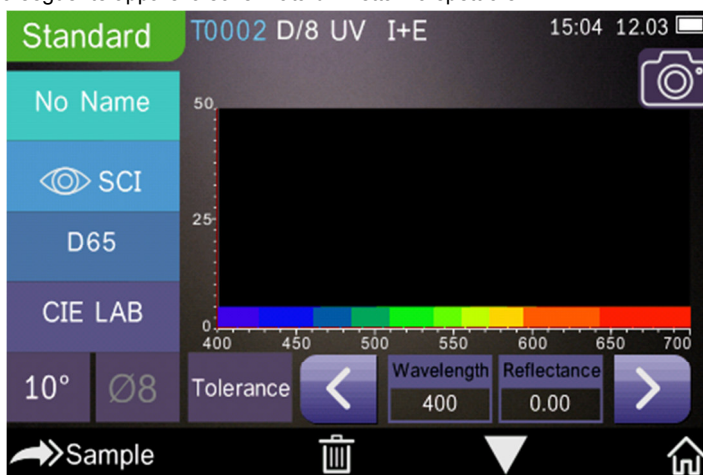 Standard
T0002 D/8 UV I+E
15:04 12.03
No Name
SCI
D65
CIE LAB
10°
Ø8
50
25
0
400 450 500 550 600 650 700
Tolerance
Wavelength
400
Reflectance
0.00
Sample